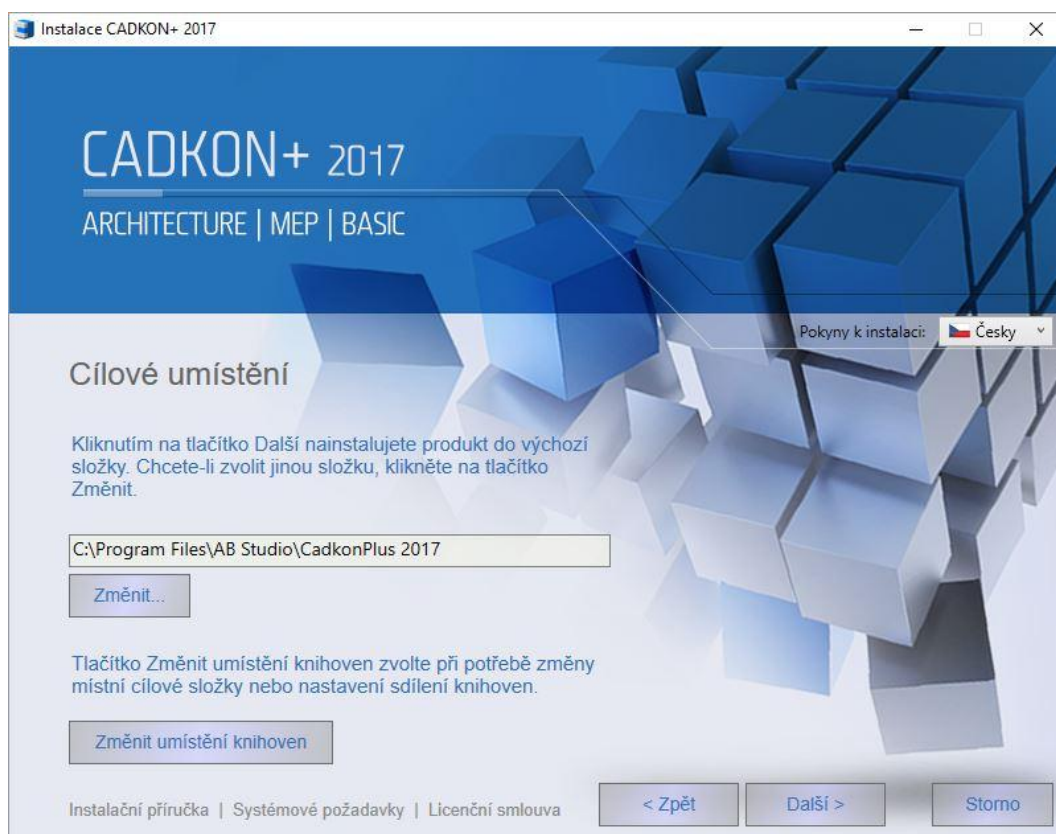 Instalace CADKON+ 2017
CADKON+ 2017
ARCHITECTURE | MEP | BASIC
Pokyny k instalaci:
Česky
Cílové umístění
Kliknutím na tlačítko Další nainstalujete produkt do výchozí
složky. Chcete-li zvolit jinou složku, klikněte na tlačítko
Změnit.
C:\Program Files\AB Studio\CadkonPlus 2017
Změnit...
Tlačítko Změnit umístění knihoven zvolte při potřebě změny
místní cílové složky nebo nastavení sdílení knihoven.
Změnit umístění knihoven
Instalační příručka | Systémové požadavky | Licenční smlouva
< Zpět
Další >
Storno